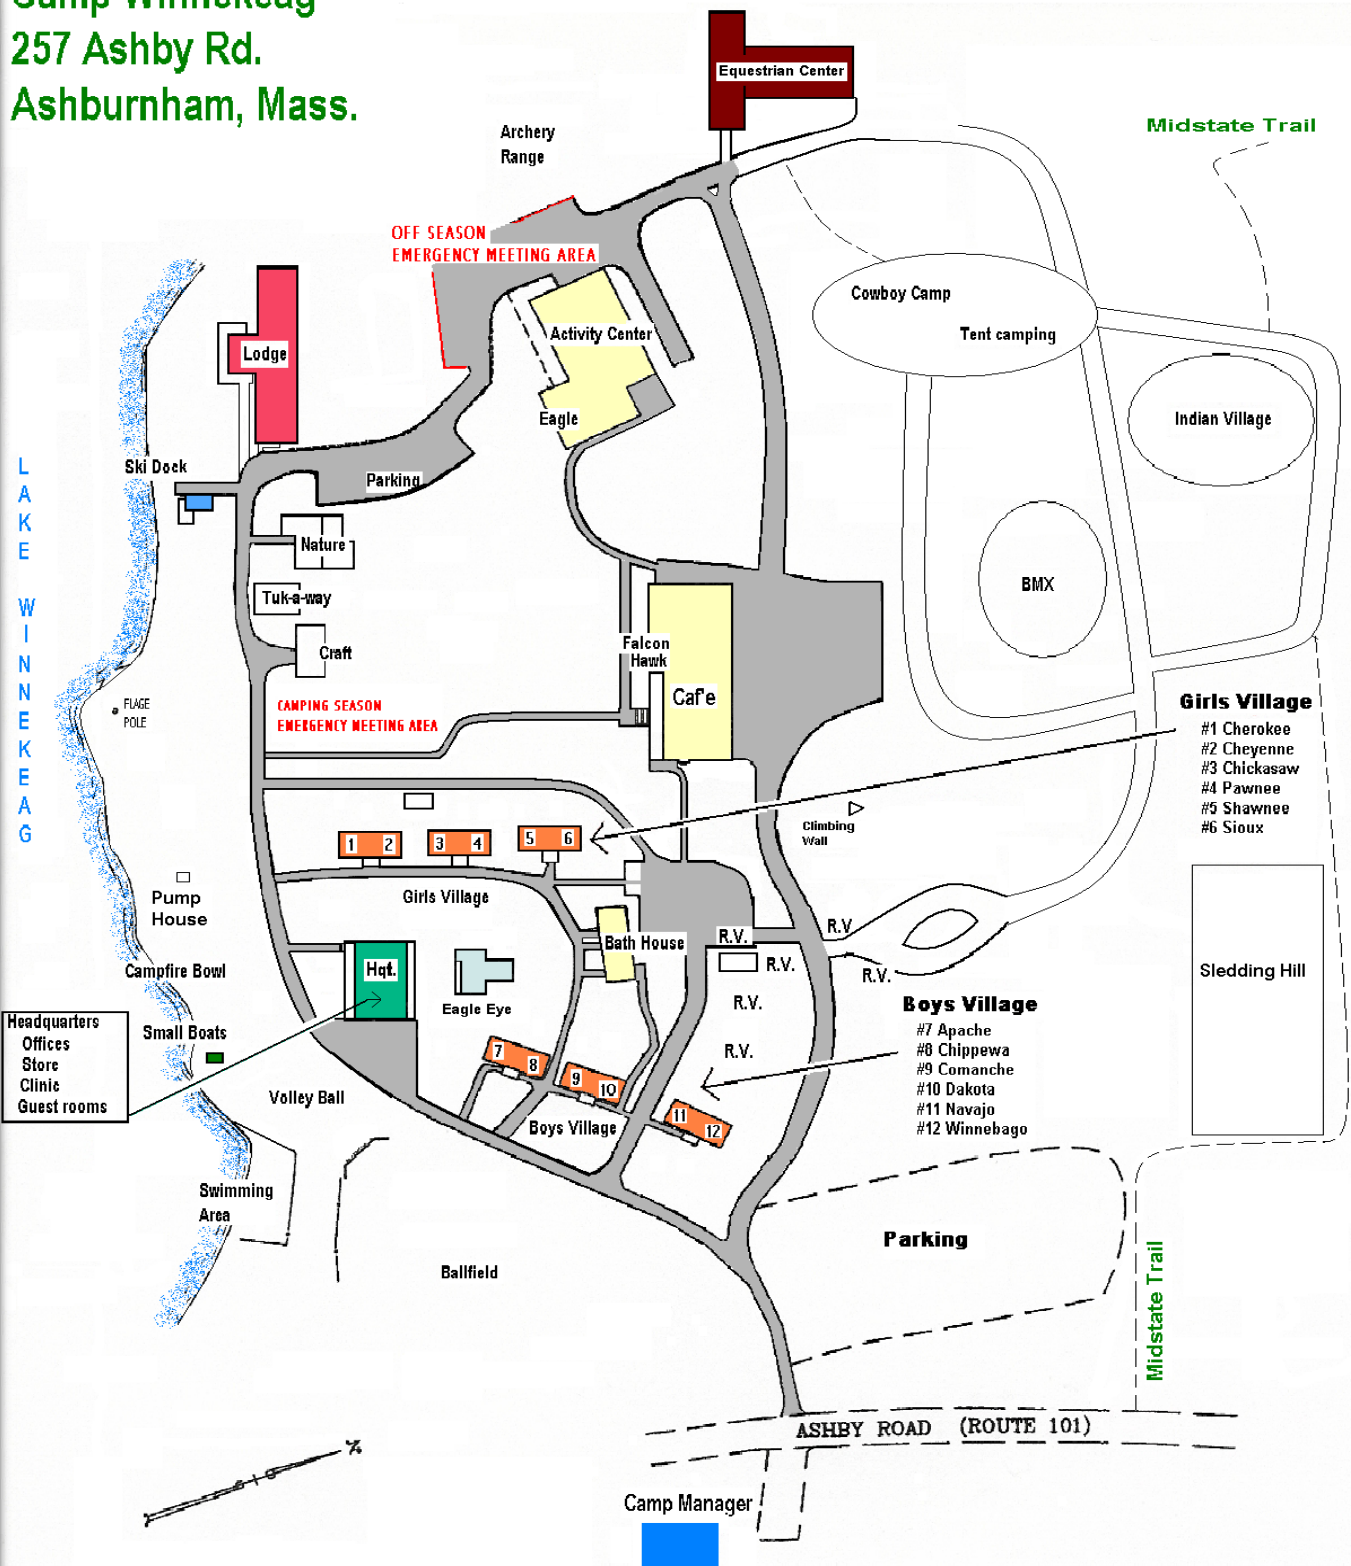 Camp Winnekeag
257 Ashby Rd.
Ashburnham, Mass.
Equestrian Center
Midstate Trail
Archery
Range
OFF SEASON
EMERGENCY MEETING AREA
Cowboy Camp
Tent camping
Activity Center
Lodge
Eagle
Indian Village
Ski Dock
Parking
LAKE WINNEKEAG
Nature
BMX
Tuk-a-way
Falcon
Hawk
Craft
Caf'e
FLAGE
POLE
CAMPING SEASON
EMERGENCY MEETING AREA
Girls Village
#1 Cherokee
#2 Cheyenne
#3 Chickasaw
#4 Pawnee
#5 Shawnee
#6 Sioux
Climbing
Wall
1 2
3 4
5 6
Girls Village
Pump
House
R.V.
R.V.
Bath House
R.V.
R.V.
Campfire Bowl
Hqt.
Eagle Eye
Sledding Hill
R.V.
Boys Village
#7 Apache
#8 Chippewa
#9 Comanche
#10 Dakota
#11 Navajo
#12 Winnebago
Headquarters
Offices
Store
Clinic
Guest rooms
Small Boats
R.V.
7 8
9 10
11 12
Volley Ball
Boys Village
Swimming
Area
Parking
Ballfield
Midstate Trail
ASHBY ROAD (ROUTE 101)
Camp Manager